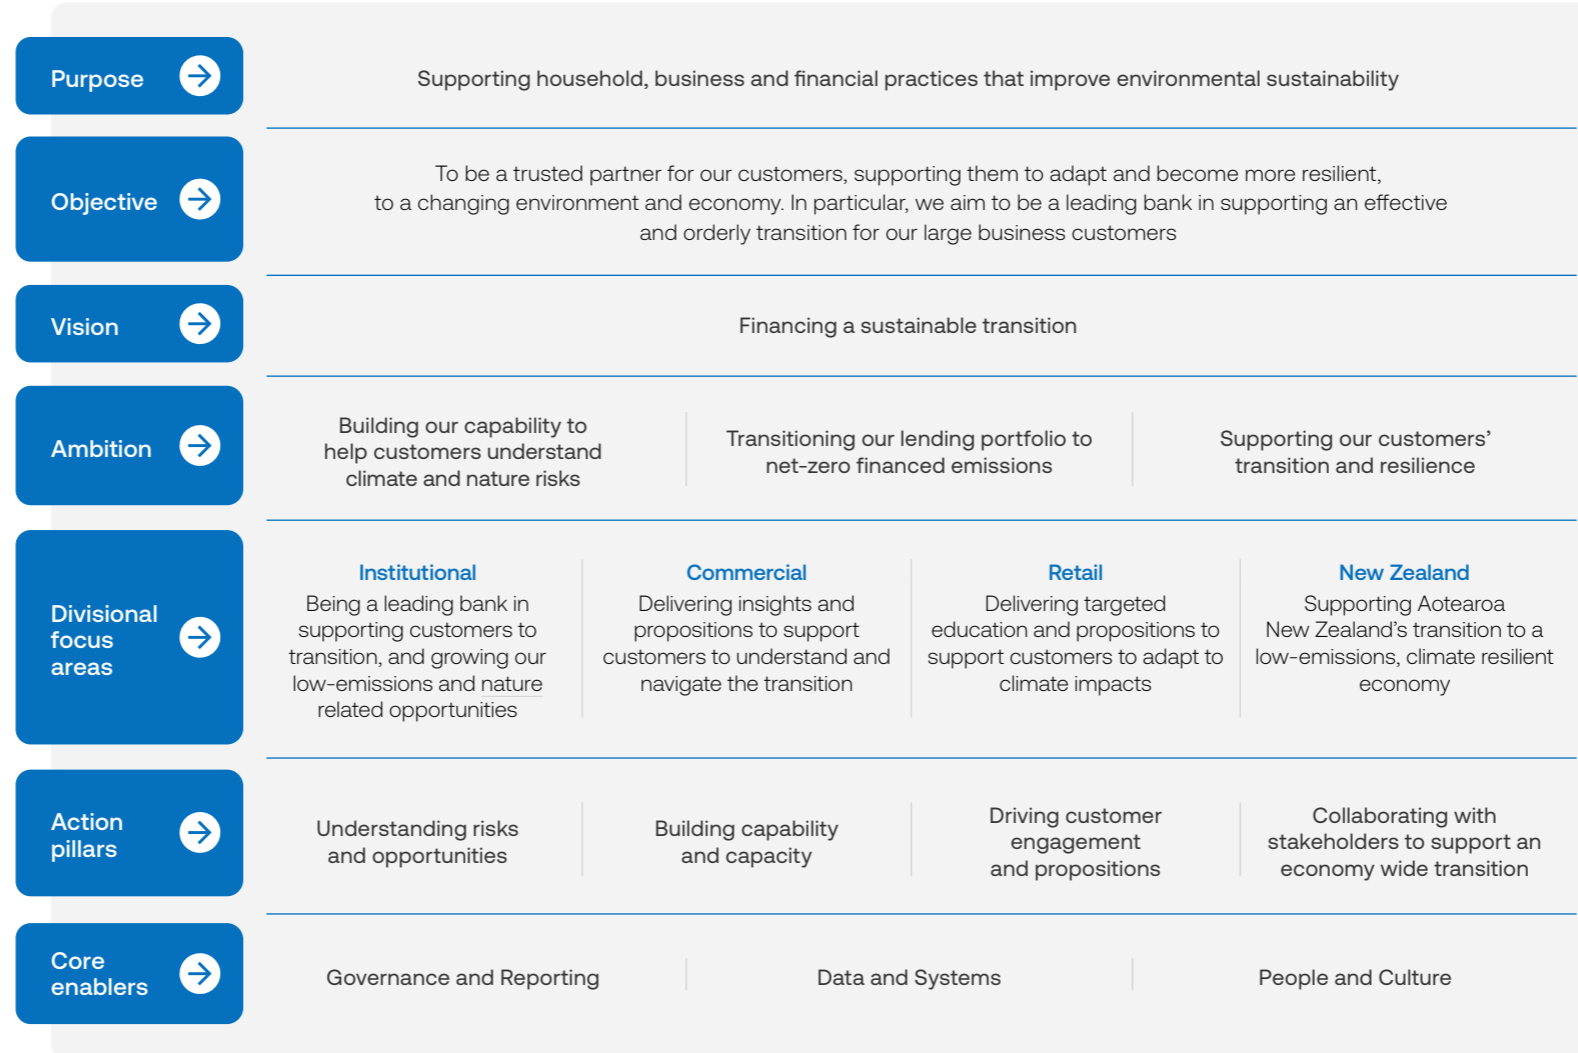 Purpose
Supporting household, business and financial practices that improve environmental sustainability
Objective
To be a trusted partner for our customers, supporting them to adapt and become more resilient,
to a changing environment and economy. In particular, we aim to be a leading bank in supporting an effective
and orderly transition for our large business customers
Vision
Financing a sustainable transition
Ambition
Building our capability to
help customers understand
climate and nature risks
Transitioning our lending portfolio to
net-zero financed emissions
Supporting our customers’
transition and resilience
Divisional
focus
areas
Institutional
Being a leading bank in
supporting customers to
transition, and growing our
low-emissions and nature
related opportunities
Commercial
Delivering insights and
propositions to support
customers to understand and
navigate the transition
Retail
Delivering targeted
education and propositions to
support customers to adapt to
climate impacts
New Zealand
Supporting Aotearoa
New Zealand’s transition to a
low-emissions, climate resilient
economy
Action
pillars
Understanding risks
and opportunities
Building capability
and capacity
Driving customer
engagement
and propositions
Collaborating with
stakeholders to support an
economy wide transition
Core
enablers
Governance and Reporting
Data and Systems
People and Culture